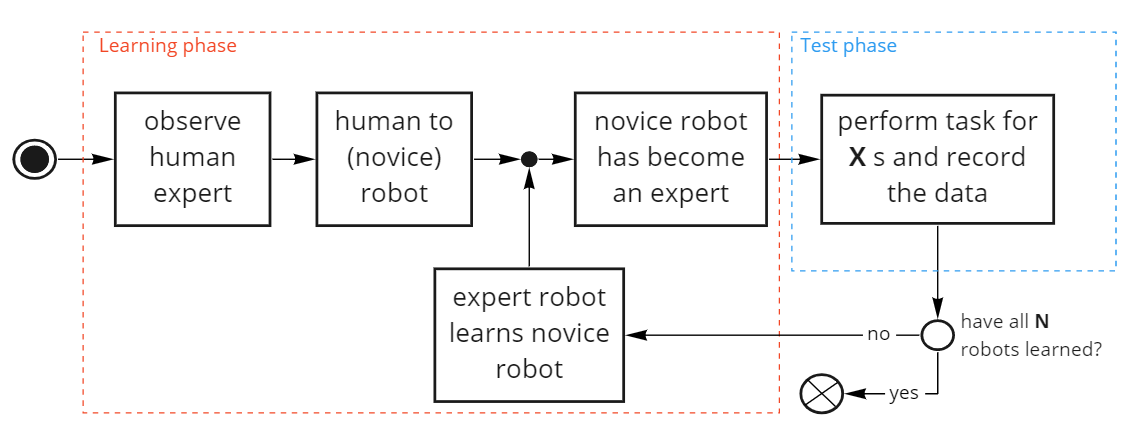 Learning phase
Test phase
observe
human
expert
human to
(novice)
robot
novice robot
has become
an expert
perform task for
X s and record
the data
expert robot
learns novice
robot
no
have all N
robots learned?
yes